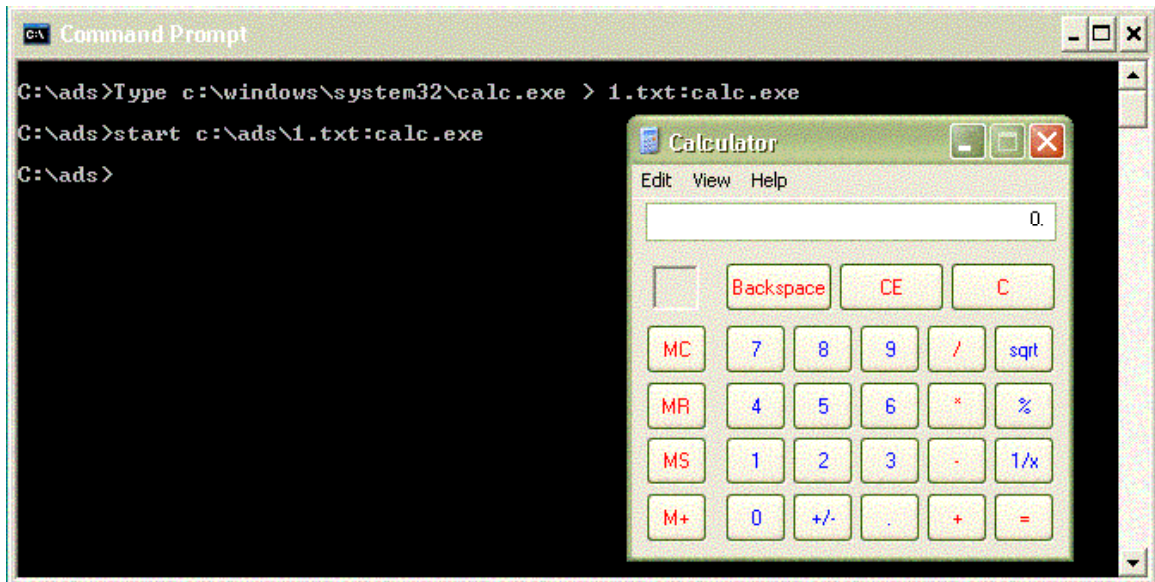 Command Prompt
C:\ads>Type c:\windows\system32\calc.exe > 1.txt:calc.exe
C:\ads>start c:\ads\1.txt:calc.exe
C:\ads>
Calculator
Edit View Help
0.
Backspace CE C
MC 7 8 9 / sqrt
MR 4 5 6 * %
MS 1 2 3 - 1/x
M+ 0 +/- . + =